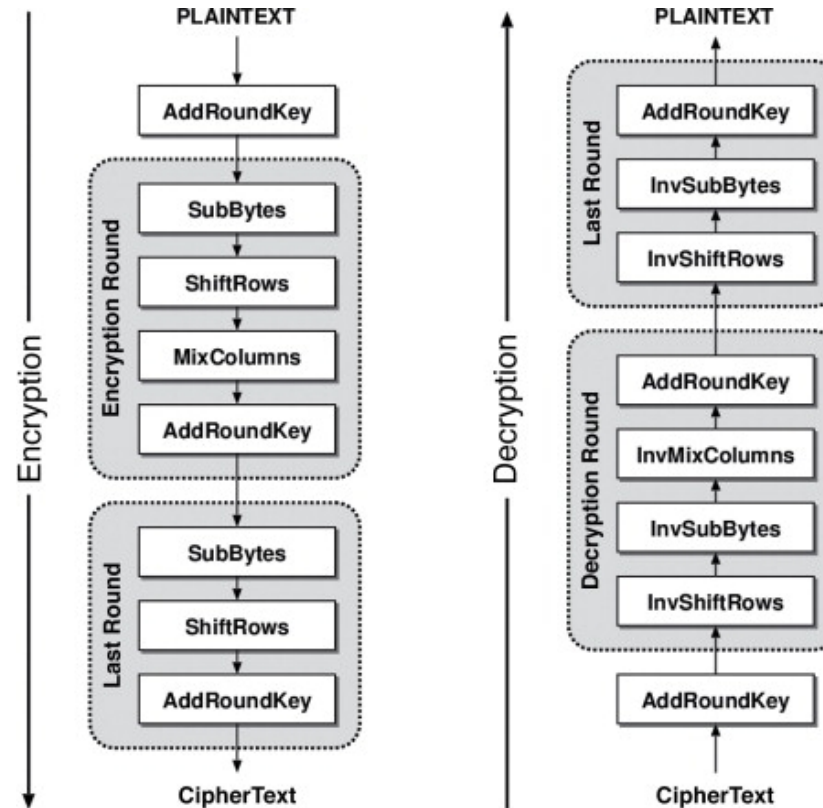 PLAINTEXT
AddRoundKey
Encryption Round
SubBytes
ShiftRows
MixColumns
AddRoundKey
Last Round
SubBytes
ShiftRows
AddRoundKey
CipherText
Encryption
PLAINTEXT
Last Round
AddRoundKey
InvSubBytes
InvShiftRows
Decryption Round
AddRoundKey
InvMixColumns
InvSubBytes
InvShiftRows
AddRoundKey
CipherText
Decryption